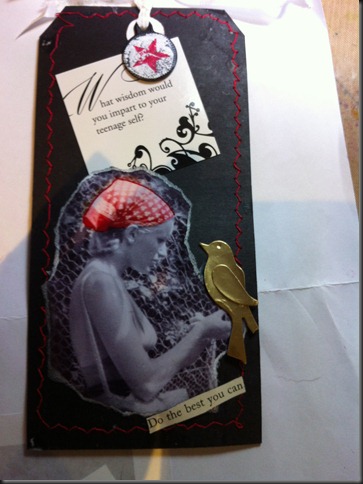 What wisdom would
you impart to your
teenage self?
Do the best you can